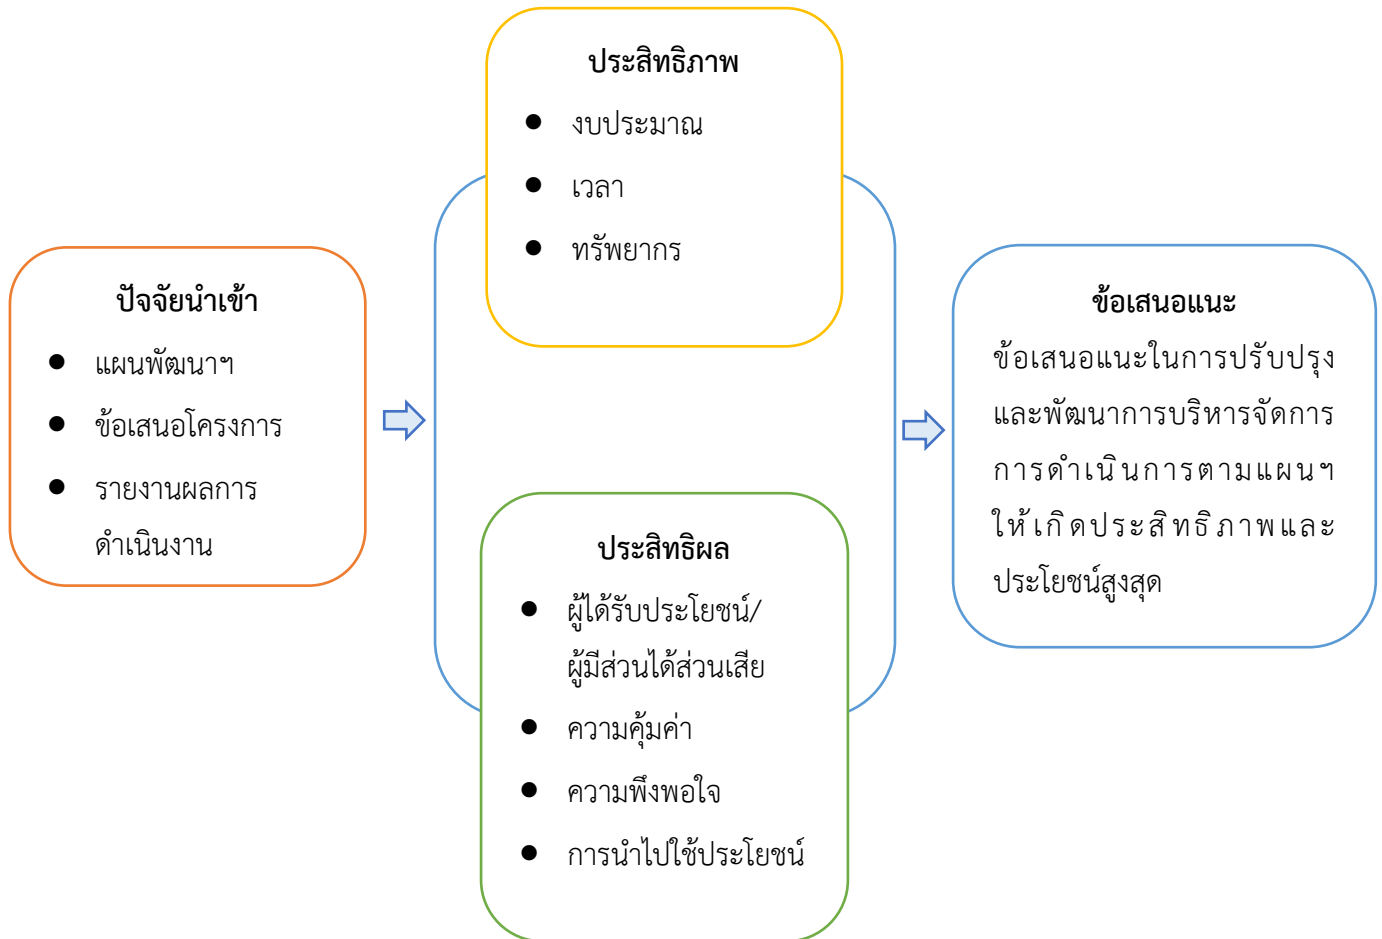 ปัจจัยนำเข้า
● แผนพัฒนาฯ
● ข้อเสนอโครงการ
● รายงานผลการ
ดำเนินงาน
ประสิทธิภาพ
● งบประมาณ
● เวลา
● ทรัพยากร
ประสิทธิผล
● ผู้ได้รับประโยชน์/
ผู้มีส่วนได้ส่วนเสีย
● ความคุ้มค่า
● ความพึงพอใจ
● การนำไปใช้ประโยชน์
ข้อเสนอแนะ
ข้อเสนอแนะในการปรับปรุง
และพัฒนาการบริหารจัดการ
การดำเนินการตามแผนฯ
ให้เกิดประสิทธิภาพและ
ประโยชน์สูงสุด